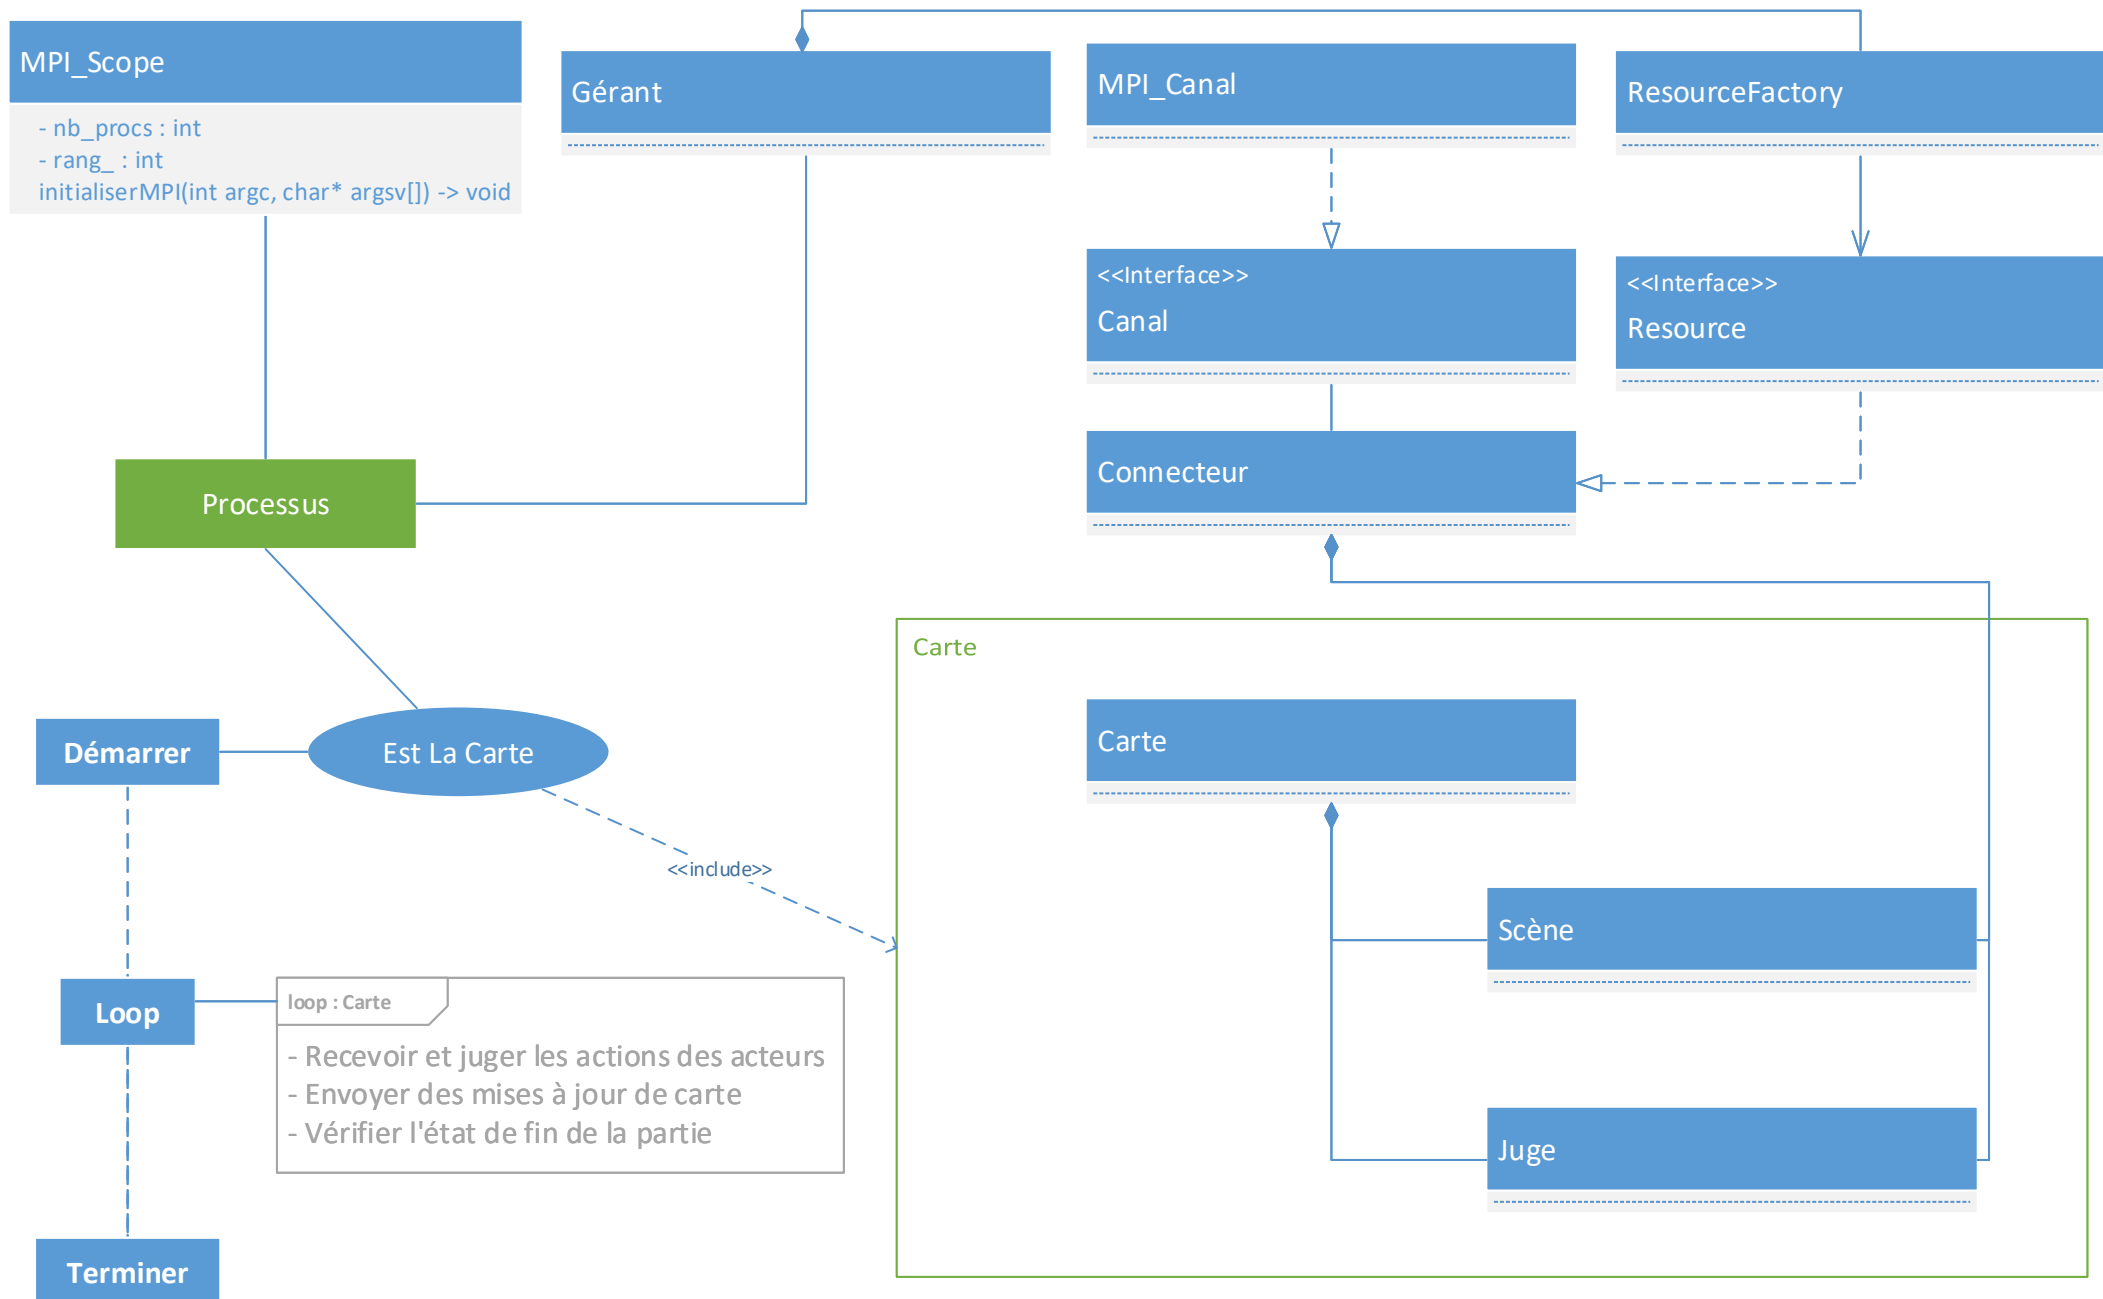 MPI_Scope
- nb_procs : int
- rang_ : int
initialiserMPI(int argc, char* argsv[]) -> void
Gérant
MPI_Canal
ResourceFactory
<<Interface>>
Canal
<<Interface>>
Resource
Connecteur
Processus
Carte
Carte
Démarrer
Est La Carte
<<include>>
Scène
Loop
loop : Carte
- Recevoir et juger les actions des acteurs
- Envoyer des mises à jour de carte
- Vérifier l'état de fin de la partie
Juge
Terminer